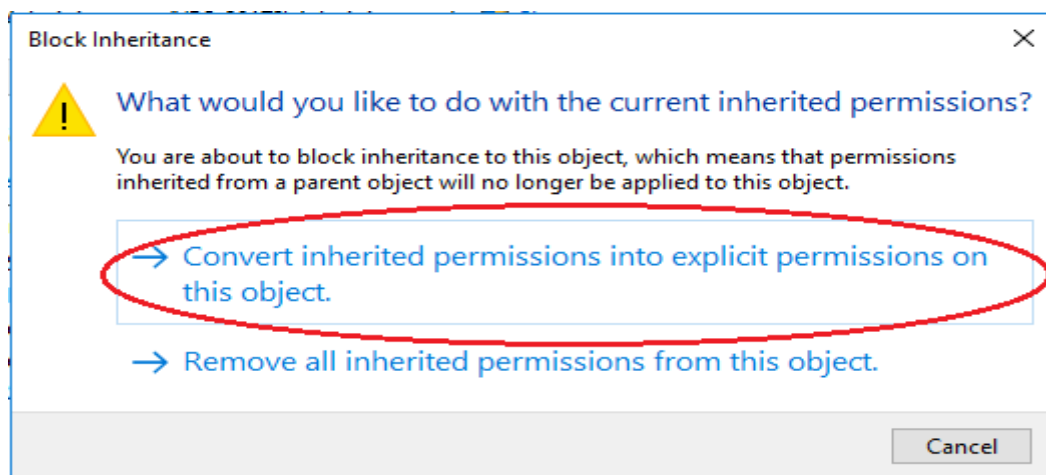 Block Inheritance
What would you like to do with the current inherited permissions?
You are about to block inheritance to this object, which means that permissions
inherited from a parent object will no longer be applied to this object.
→ Convert inherited permissions into explicit permissions on
this object.
→ Remove all inherited permissions from this object.
Cancel